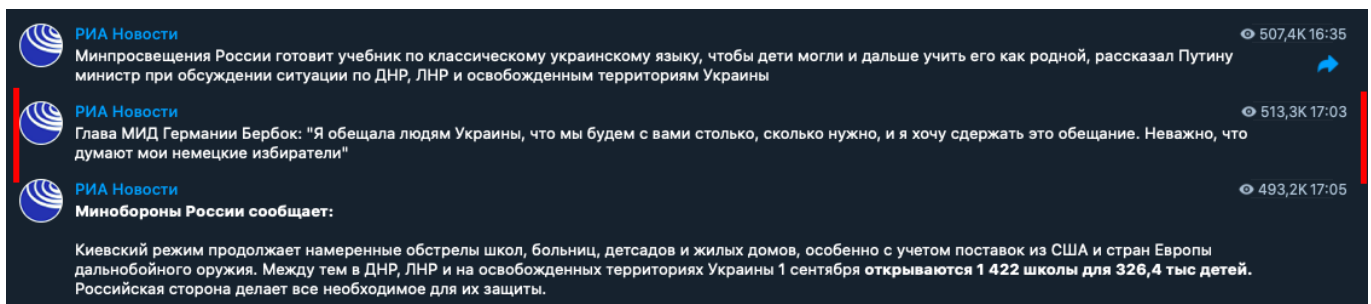 РИА Новости
507,4K 16:35
Минпросвещения России готовит учебник по классическому украинскому языку, чтобы дети могли и дальше учить его как родной, рассказал Путину
министр при обсуждении ситуации по ДНР, ЛНР и освобожденным территориям Украины
РИА Новости
513,3K 17:03
Глава МИД Германии Бербок: "Я обещала людям Украины, что мы будем с вами столько, сколько нужно, и я хочу сдержать это обещание. Неважно, что
думают мои немецкие избиратели"
РИА Новости
493,2K 17:05
Минобороны России сообщает:
Киевский режим продолжает намеренные обстрелы школ, больниц, детсадов и жилых домов, особенно с учетом поставок из США и стран Европы
дальнобойного оружия. Между тем в ДНР, ЛНР и на освобожденных территориях Украины 1 сентября открываются 1 422 школы для 326,4 тыс детей.
Российская сторона делает все необходимое для их защиты.